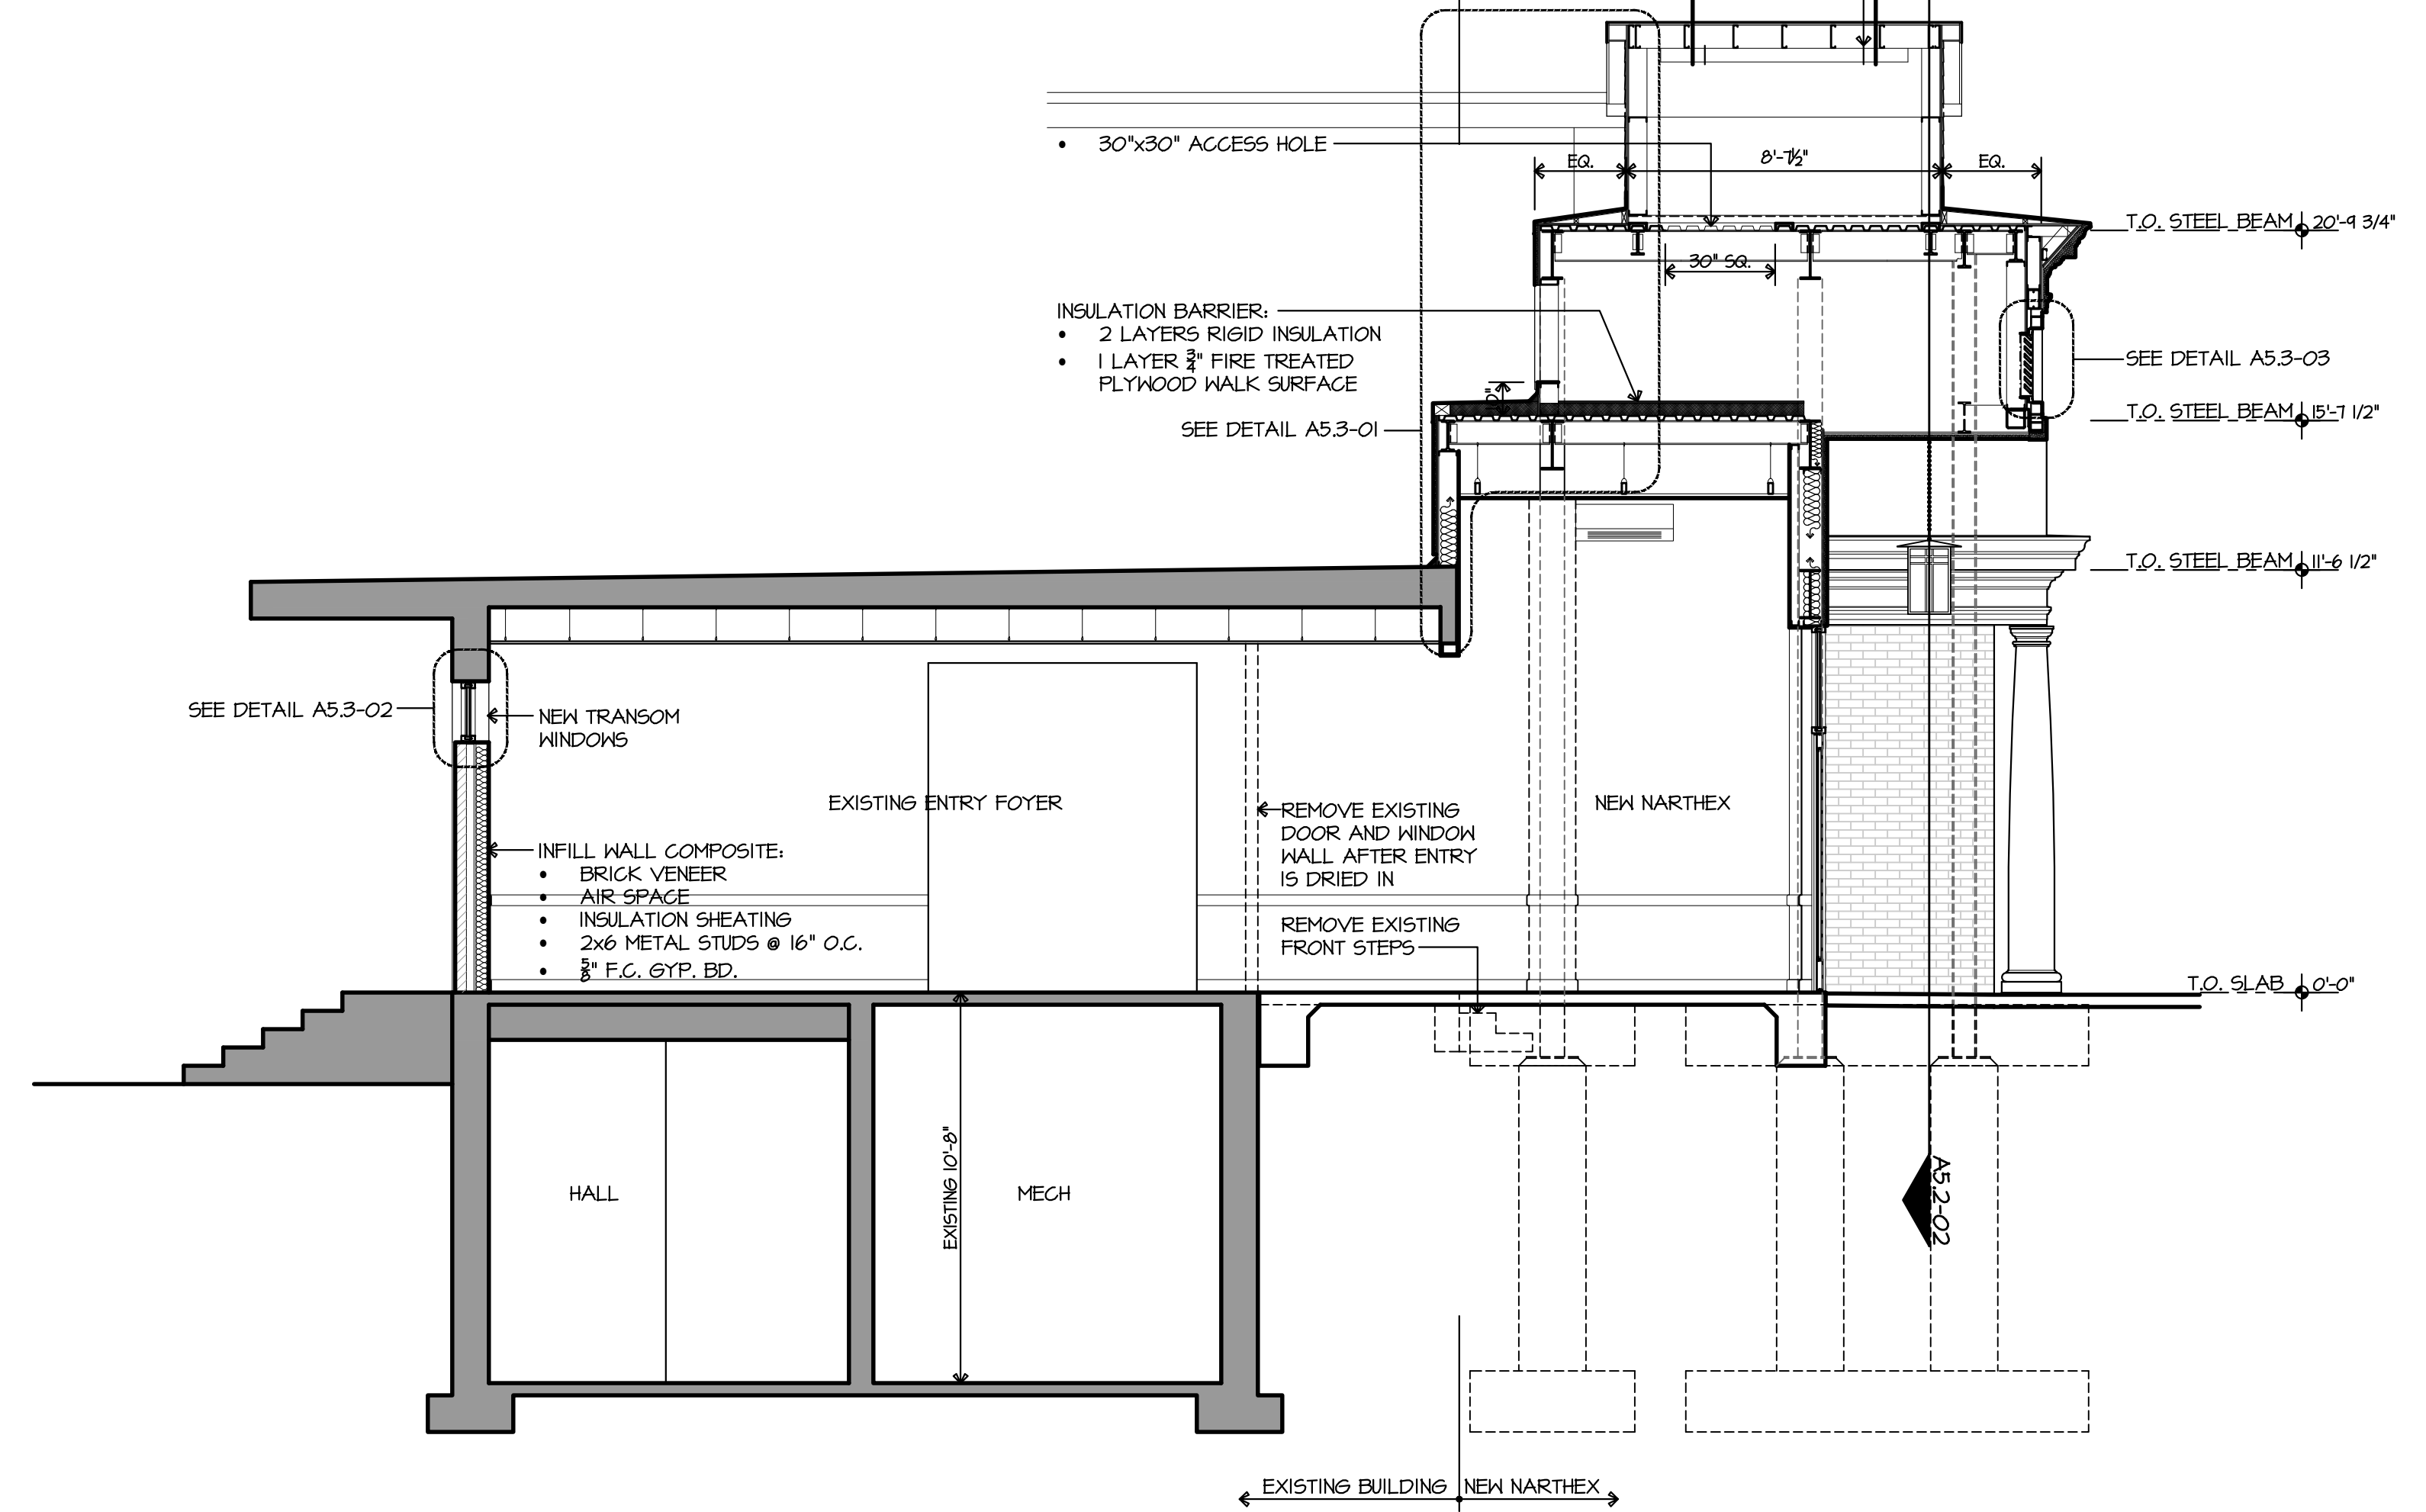 • 30"x30" ACCESS HOLE
EQ.
8'-7½"
EQ.
T.O. STEEL BEAM 20'-9 3/4"
30" SQ.
INSULATION BARRIER:
• 2 LAYERS RIGID INSULATION
• 1 LAYER ¾" FIRE TREATED
PLYWOOD WALK SURFACE
SEE DETAIL A5.3-03
10"
T.O. STEEL BEAM 15'-7 1/2"
SEE DETAIL A5.3-01
T.O. STEEL BEAM 11'-6 1/2"
SEE DETAIL A5.3-02
NEW TRANSOM
WINDOWS
EXISTING ENTRY FOYER
REMOVE EXISTING
DOOR AND WINDOW
WALL AFTER ENTRY
IS DRIED IN
NEW NARTHEX
INFILL WALL COMPOSITE:
• BRICK VENEER
• AIR SPACE
• INSULATION SHEATING
• 2x6 METAL STUDS @ 16" O.C.
• ⅝" F.C. GYP. BD.
REMOVE EXISTING
FRONT STEPS
T.O. SLAB 0'-0"
HALL
EXISTING 10'-8"
MECH
A5.2-02
EXISTING BUILDING
NEW NARTHEX